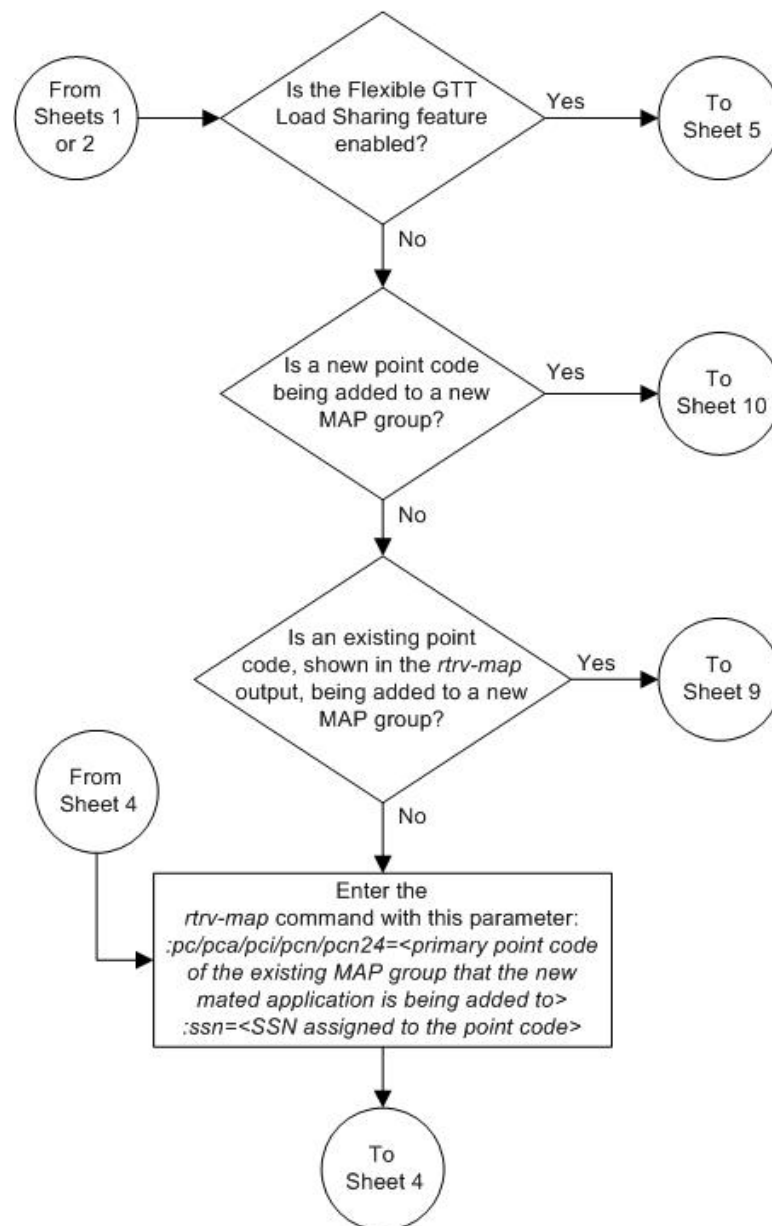 From
Sheets 1
or 2
Is the Flexible GTT
Load Sharing feature
enabled?
Yes
To
Sheet 5
No
Is a new point code
being added to a new
MAP group?
Yes
To
Sheet 10
No
Is an existing point
code, shown in the rtrv-map
output, being added to a new
MAP group?
Yes
To
Sheet 9
No
From
Sheet 4
Enter the
rtrv-map command with this parameter:
:pc/pca/pci/pcn/pcn24=<primary point code
of the existing MAP group that the new
mated application is being added to>
:ssn=<SSN assigned to the point code>
To
Sheet 4